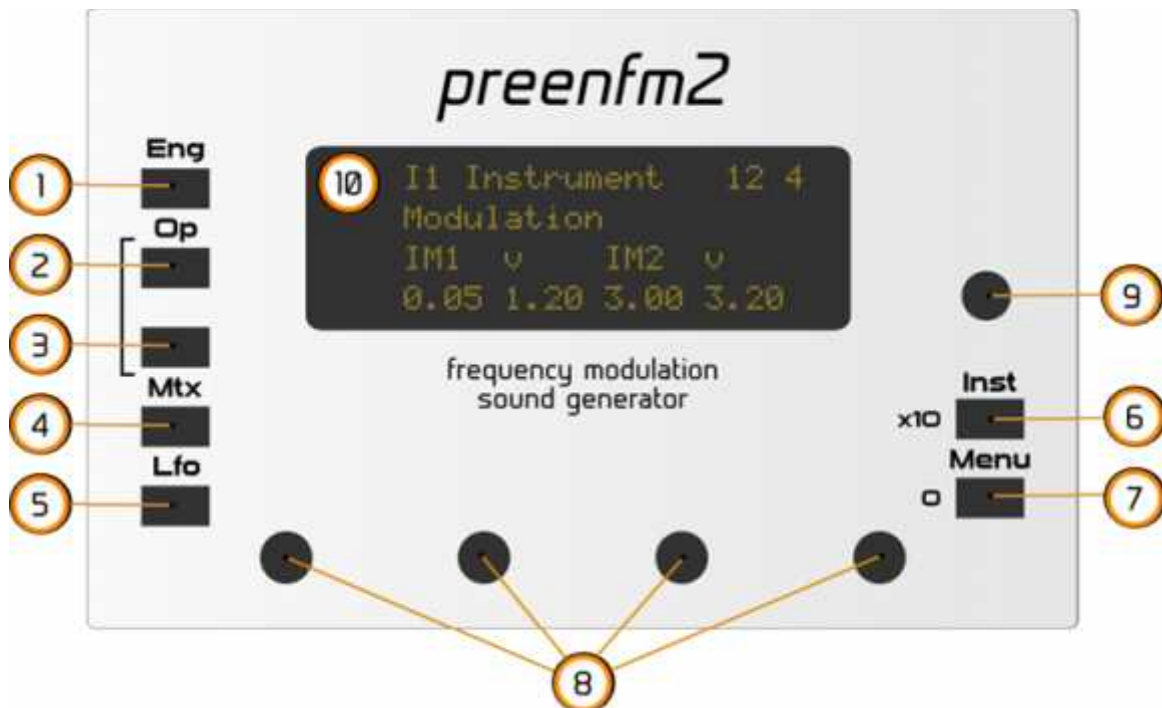 preenfm2
Eng
1
Op
2
3
Mtx
4
Lfo
5
10
I1 Instrument 12 4
Modulation
IM1 v IM2 v
0.05 1.20 3.00 3.20
frequency modulation
sound generator
9
Inst
x10
6
Menu
0
7
8